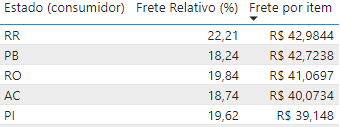 Estado (consumidor) Frete Relativo (%) Frete por item
RR 22,21 R$ 42,9844
PB 18,24 R$ 42,7238
RO 19,84 R$ 41,0697
AC 18,74 R$ 40,0734
PI 19,62 R$ 39,148